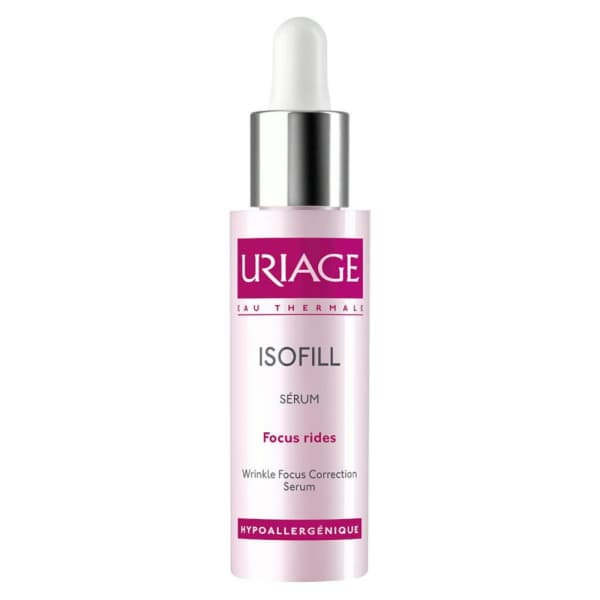 URIAGE
EAU THERMALE
ISOFILL
SÉRUM
Focus rides
Wrinkle Focus Correction
Serum
HYPOALLERGÉNIQUE